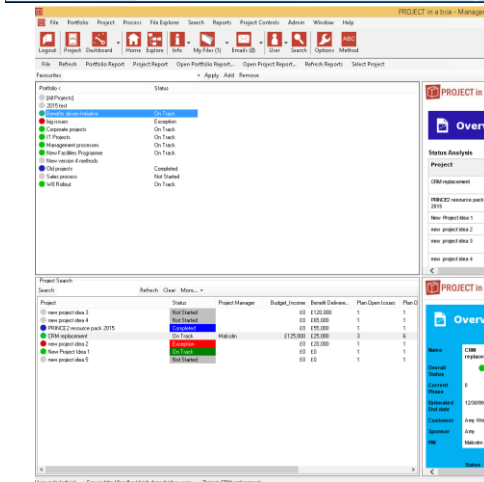 PROJECT in a box - Manage
File Portfolio Project Process File Explorer Search Reports Project Controls Admin Window Help
Logout Project Dashboard Home Explore Info My Files (1) Emails (0) User Search Options Method
ABC
File Refresh Portfolio Report Project Report Open Portfolio Report... Open Project Report... Refresh Reports Select Project
Favourites Apply Add Remove
Portfolio Status
[All Projects]
2015 test
Benefits driven Initiative On Track
big issues Exception
Corporate projects On Track
IT Projects On Track
Management processes On Track
New Facilities Programme On Track
New version 4 methods
Old projects Completed
Sales process Not Started
W8 Rollout On Track
PROJECT in
Overv
Status Analysis
Project
CRM replacement
PRINCE2 resource pack 2015
New Project Idea 1
new project idea 2
new project idea 3
new project idea 4
Project Search
Search: Refresh Clear More...
Project Status Project Manager Budget_Income Benefit Delivere... Plan Open Issues Plan O
new project idea 3 Not Started £0 £120,000 1 1
new project idea 4 Not Started £0 £65,000 1 1
PRINCE2 resource pack 2015 Completed £0 £55,000 1 1
CRM replacement On Track Malcolm £125,000 £25,000 3 6
new project idea 2 Exception £0 £20,000 1 1
New Project Idea 1 On Track £0 £0 1 1
new project idea 5 Not Started £0 £0 1 1
PROJECT in
Overv
Name CRM replacem
Overall Status
Current Phase 0
Estimated End date 12/30/99
Customer Amy
Sponsor Amy
PM Malcolm
Status